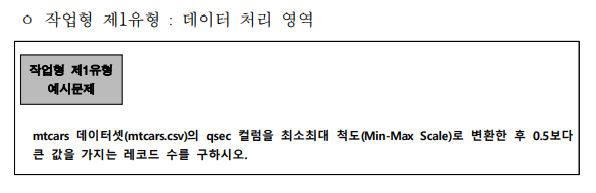 ㅇ 작업형 제1유형 : 데이터 처리 영역
작업형 제1유형
예시문제
mtcars 데이터셋(mtcars.csv)의 qsec 컬럼을 최소최대 척도(Min-Max Scale)로 변환한 후 0.5보다
큰 값을 가지는 레코드 수를 구하시오.